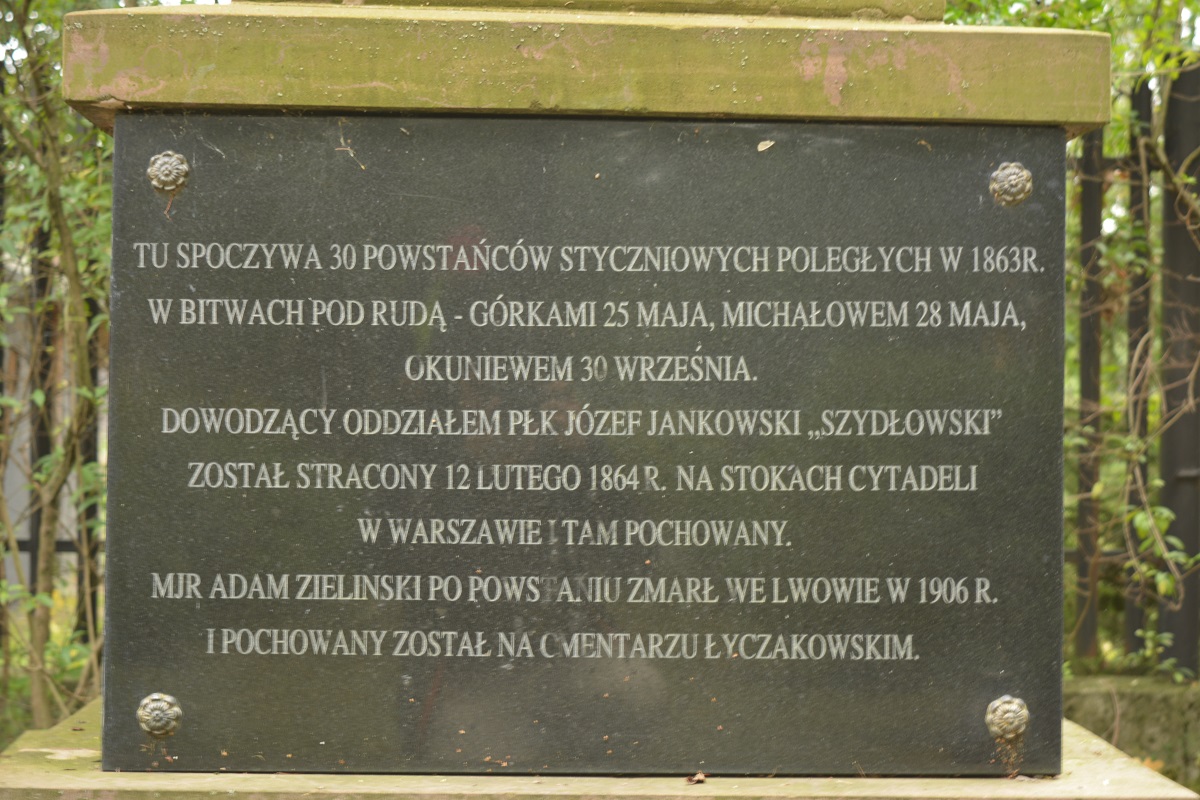 TU SPOCZYWA 30 POWSTAŃCÓW STYCZNIOWYCH POLEGŁYCH W 1863R.
W BITWACH POD RUDĄ - GÓRKAMI 25 MAJA, MICHAŁOWEM 28 MAJA,
OKUNIEWEM 30 WRZEŚNIA.
DOWODZĄCY ODDZIAŁEM PŁK JÓZEF JANKOWSKI „SZYDŁOWSKI”
ZOSTAŁ STRACONY 12 LUTEGO 1864 R. NA STOKACH CYTADELI
W WARSZAWIE I TAM POCHOWANY.
MJR ADAM ZIELINSKI PO POWSTANIU ZMARŁ WE LWOWIE W 1906 R.
I POCHOWANY ZOSTAŁ NA CMENTARZU ŁYCZAKOWSKIM.